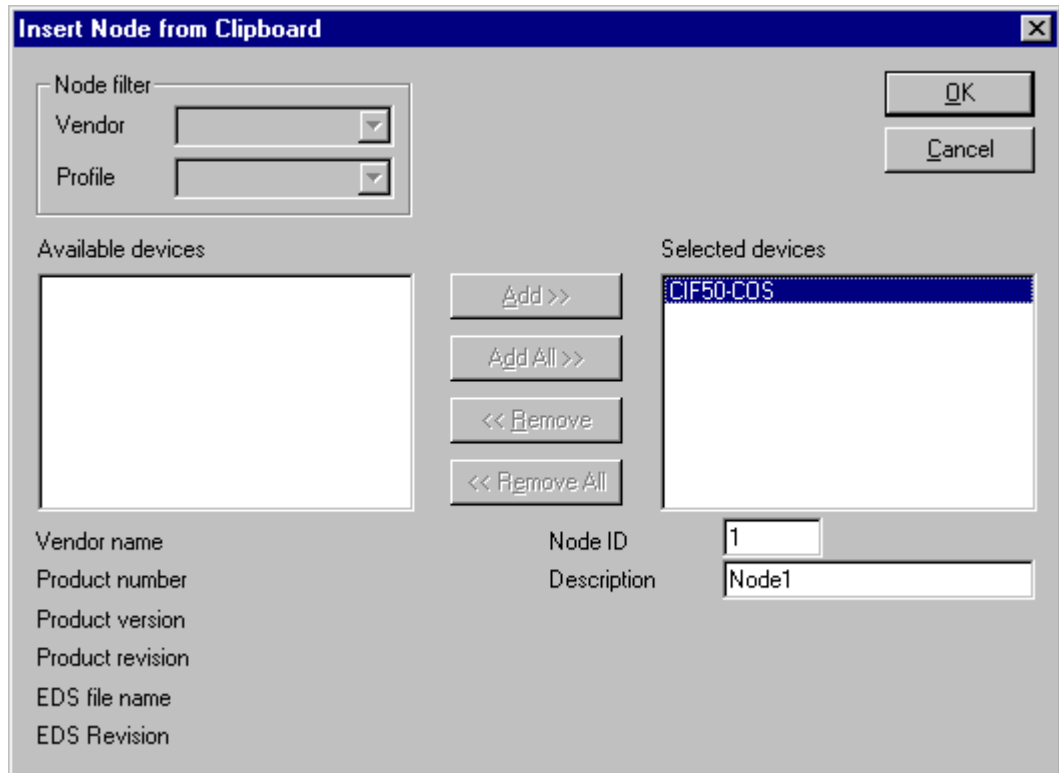 Insert Node from Clipboard
Node filter
Vendor
Profile
OK
Cancel
Available devices
Selected devices
CIF50-COS
Add >>
Add All >>
<< Remove
<< Remove All
Vendor name
Product number
Product version
Product revision
EDS file name
EDS Revision
Node ID
1
Description
Node1